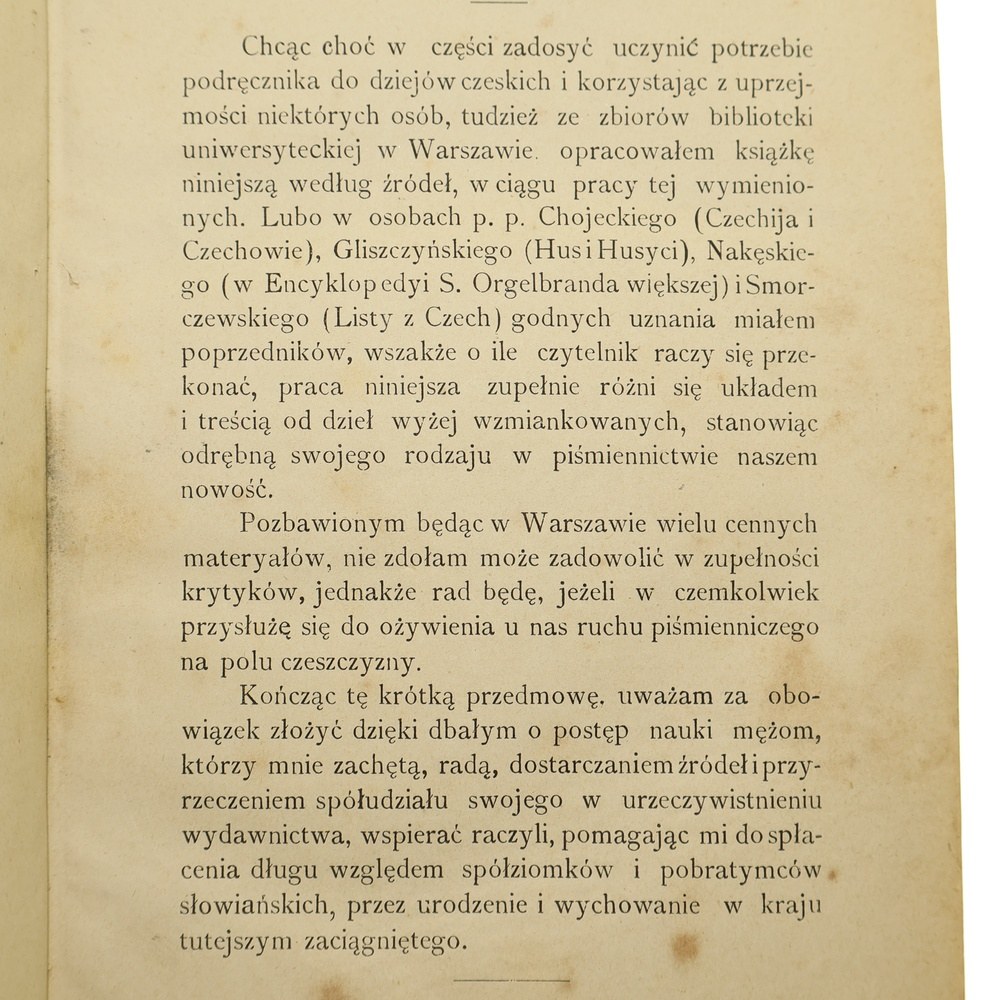 Chcąc choć w części zadosyć uczynić potrzebie
podręcznika do dziejów czeskich i korzystając z uprzej-
mości niektórych osób, tudzież ze zbiorów biblioteki
uniwersyteckiej w Warszawie. opracowałem książkę
niniejszą według źródeł, w ciągu pracy tej wymienio-
nych. Lubo w osobach p. p. Chojeckiego (Czechija i
Czechowie), Gliszczyńskiego (Hus i Husyci), Nakęskie-
go (w Encyklopedyi S. Orgelbranda większej) i Smor-
czewskiego (Listy z Czech) godnych uznania miałem
poprzedników, wszakże o ile czytelnik raczy się prze-
konać, praca niniejsza zupełnie różni się układem
i treścią od dzieł wyżej wzmiankowanych, stanowiąc
odrębną swojego rodzaju w piśmiennictwie naszem
nowość.
Pozbawionym będąc w Warszawie wielu cennych
materyałów, nie zdołam może zadowolić w zupełności
krytyków, jednakże rad będę, jeżeli w czemkolwiek
przysłużę się do ożywienia u nas ruchu piśmienniczego
na polu czeszczyzny.
Kończąc tę krótką przedmowę. uważam za obo-
wiązek złożyć dzięki dbałym o postęp nauki mężom,
którzy mnie zachętą, radą, dostarczaniem źródeł i przy-
rzeczeniem spółudziału swojego w urzeczywistnieniu
wydawnictwa, wspierać raczyli, pomagając mi do spła-
cenia długu względem spółziomków i pobratymców
słowiańskich, przez urodzenie i wychowanie w kraju
tutejszym zaciągniętego.